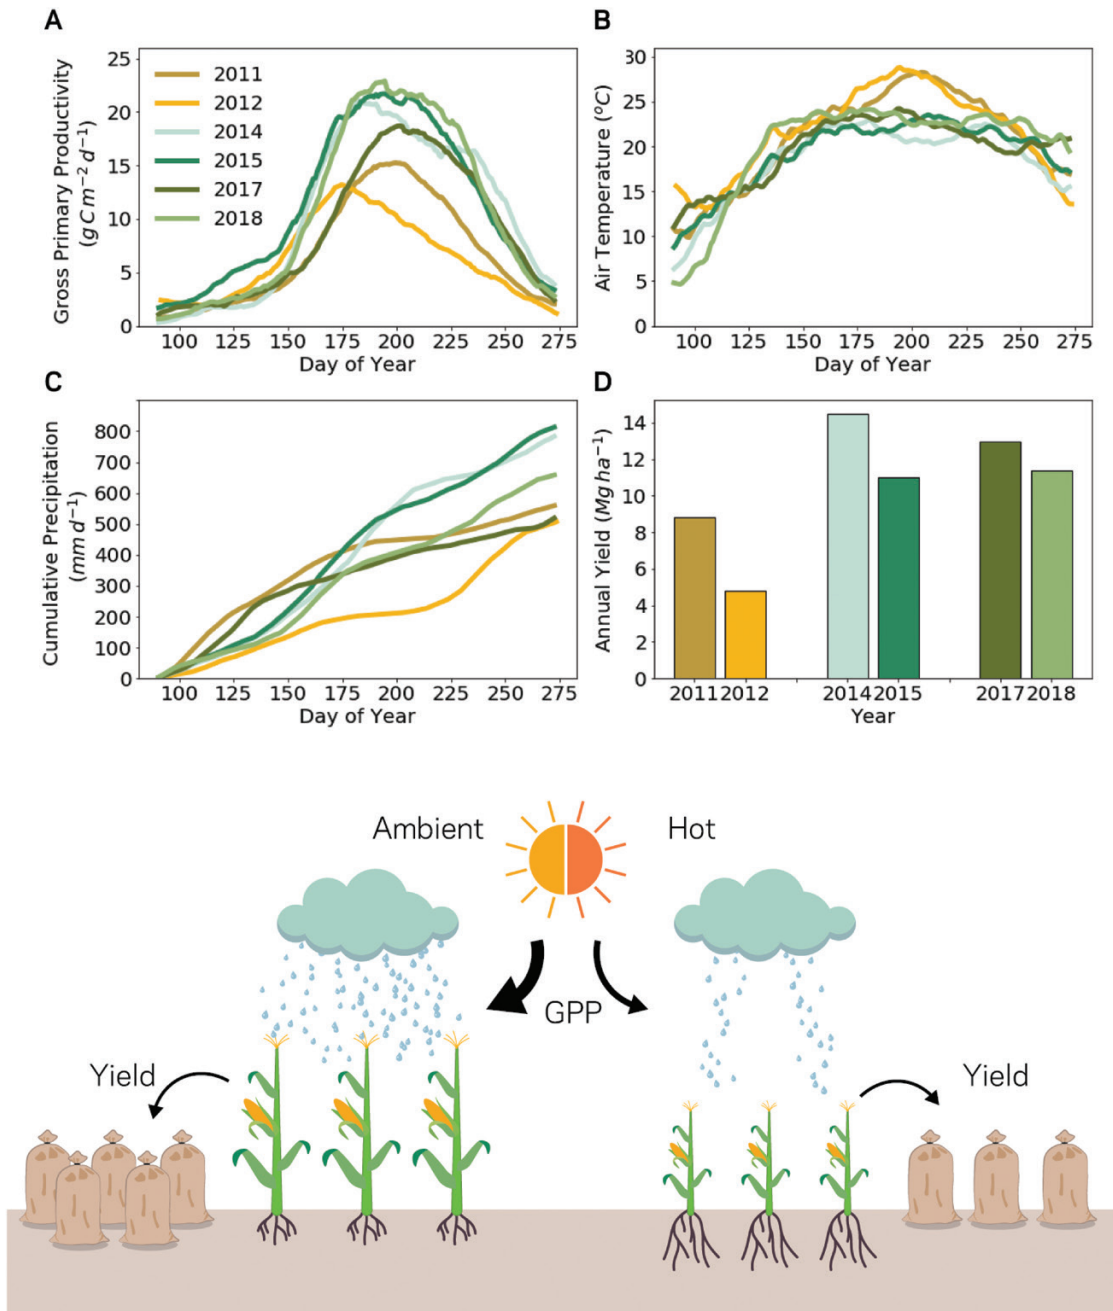 A
Gross Primary Productivity
(g C m⁻² d⁻¹)
25
20
15
10
5
0
2011
2012
2014
2015
2017
2018
100 125 150 175 200 225 250 275
Day of Year
B
Air Temperature (°C)
30
25
20
15
10
5
0
100 125 150 175 200 225 250 275
Day of Year
C
Cumulative Precipitation
(mm d⁻¹)
800
700
600
500
400
300
200
100
0
100 125 150 175 200 225 250 275
Day of Year
D
Annual Yield (Mg ha⁻¹)
14
12
10
8
6
4
2
0
2011 2012 2014 2015 2017 2018
Year
Ambient
Hot
GPP
Yield
Yield